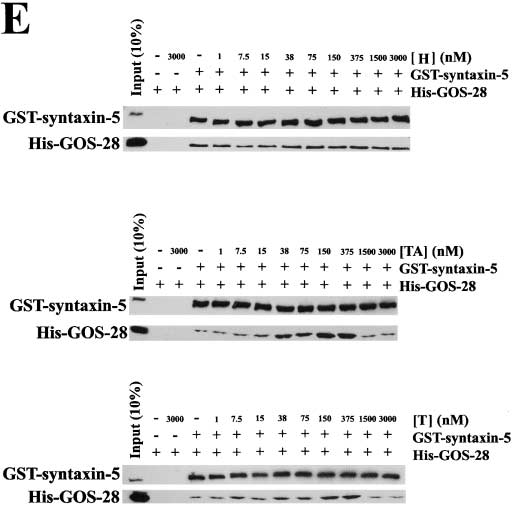 E
Input (10%)
- 3000 - 1 7.5 15 38 75 150 375 1500 3000 [H] (nM)
- - + + + + + + + + + + GST-syntaxin-5
+ + + + + + + + + + + + His-GOS-28
GST-syntaxin-5
His-GOS-28
Input (10%)
- 3000 - 1 7.5 15 38 75 150 375 1500 3000 [TA] (nM)
- - + + + + + + + + + + GST-syntaxin-5
+ + + + + + + + + + + + His-GOS-28
GST-syntaxin-5
His-GOS-28
Input (10%)
- 3000 - 1 7.5 15 38 75 150 375 1500 3000 [T] (nM)
- - + + + + + + + + + + GST-syntaxin-5
+ + + + + + + + + + + + His-GOS-28
GST-syntaxin-5
His-GOS-28